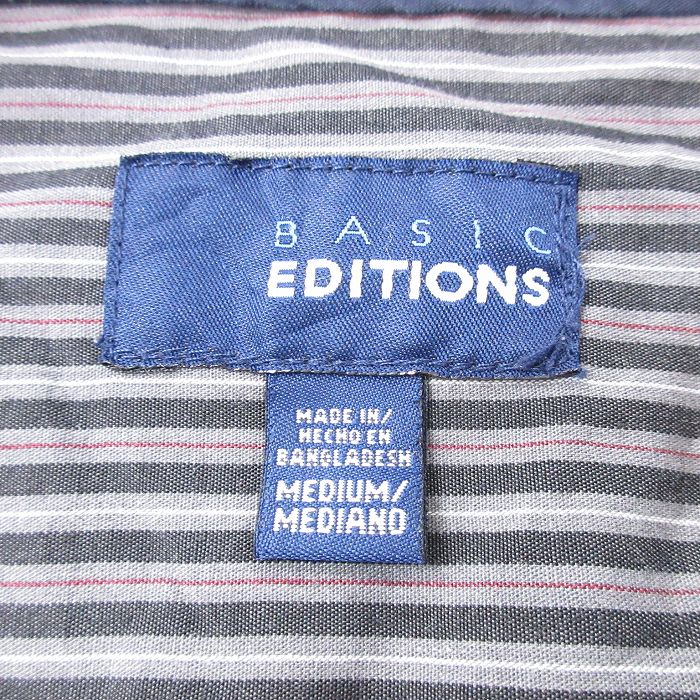 BASIC
EDITIONS
MADE IN/
HECHO EN
BANGLADESH
MEDIUM/
MEDIANO